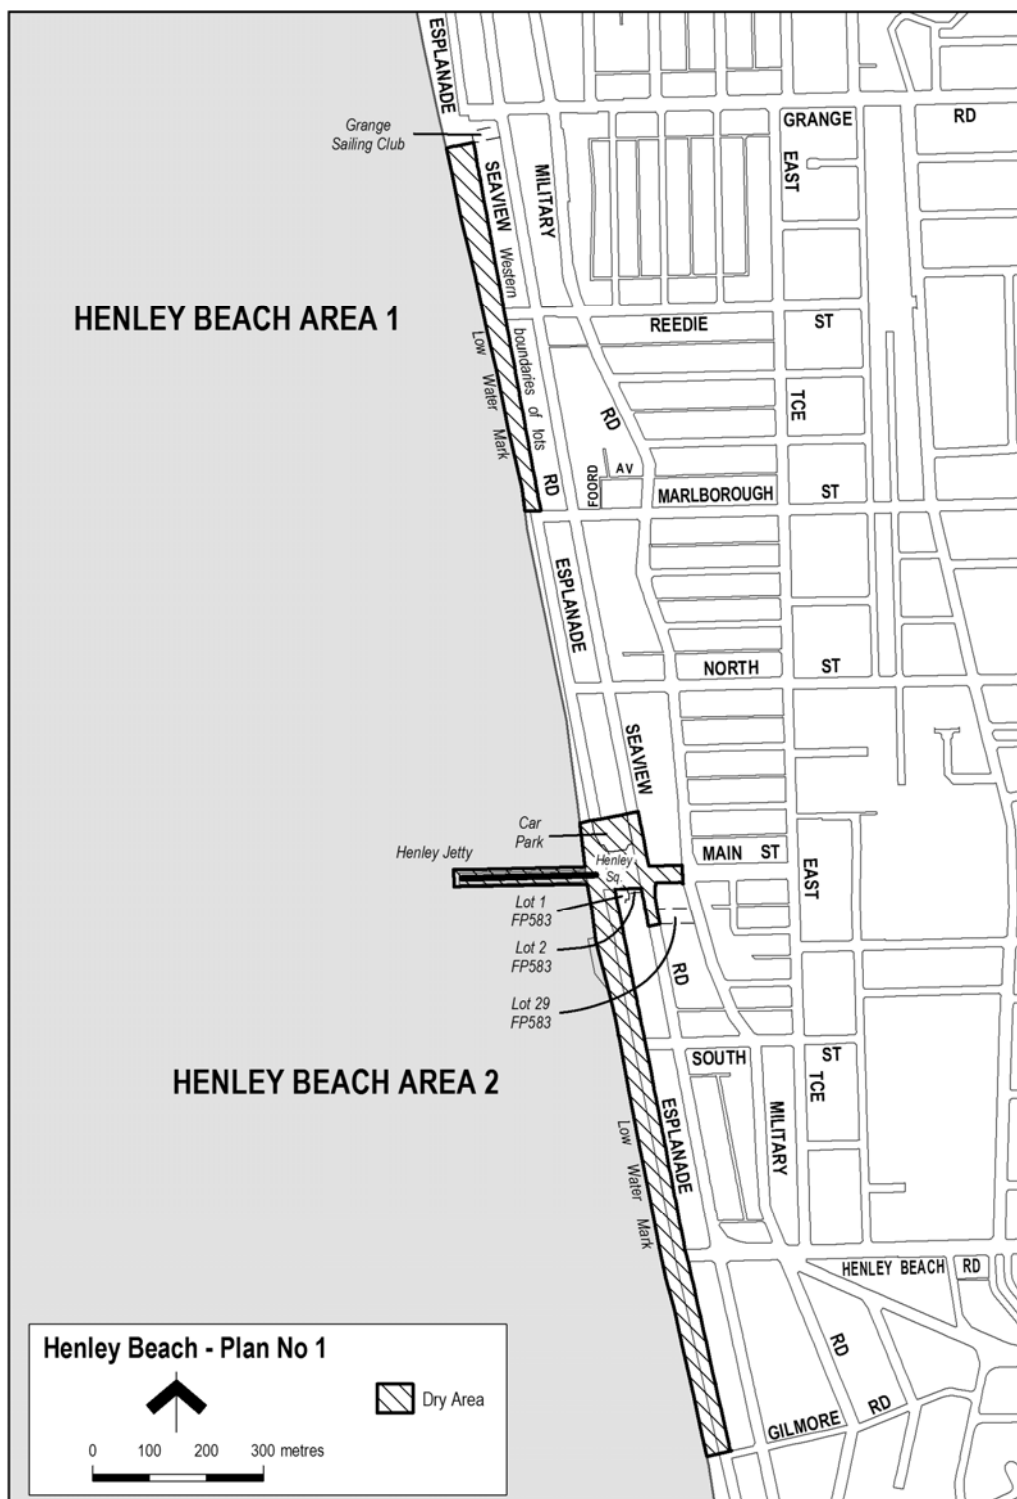 ESPLANADE
Grange
Sailing Club
GRANGE RD
SEAVIEW
MILITARY
EAST
Western
HENLEY BEACH AREA 1
REEDIE ST
Low Water Mark
boundaries of lots
TCE
RD
RD
FOORD
AV
MARLBOROUGH ST
ESPLANADE
NORTH ST
SEAVIEW
Car
Park
Henley Jetty
Henley
Sq.
MAIN ST
EAST
Lot 1
FP583
Lot 2
FP583
RD
Lot 29
FP583
SOUTH ST
HENLEY BEACH AREA 2
TCE
ESPLANADE
MILITARY
Low Water Mark
HENLEY BEACH RD
RD
GILMORE RD
Henley Beach - Plan No 1
Dry Area
0 100 200 300 metres